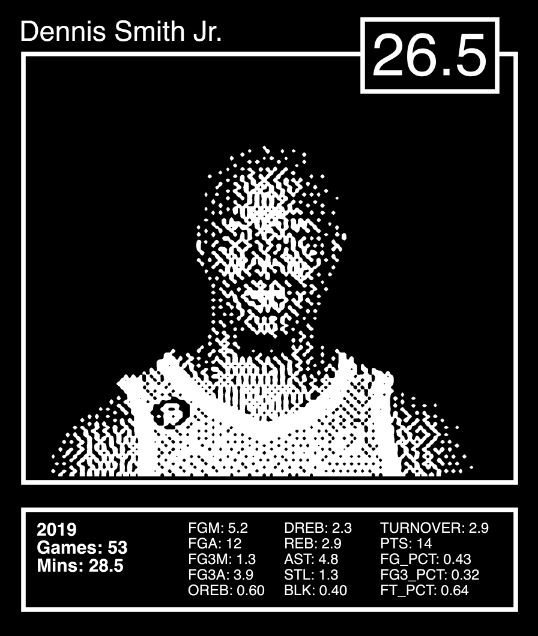 Dennis Smith Jr.
26.5
B
2019
Games: 53
Mins: 28.5
FGM: 5.2
FGA: 12
FG3M: 1.3
FG3A: 3.9
OREB: 0.60
DREB: 2.3
REB: 2.9
AST: 4.8
STL: 1.3
BLK: 0.40
TURNOVER: 2.9
PTS: 14
FG_PCT: 0.43
FG3_PCT: 0.32
FT_PCT: 0.64